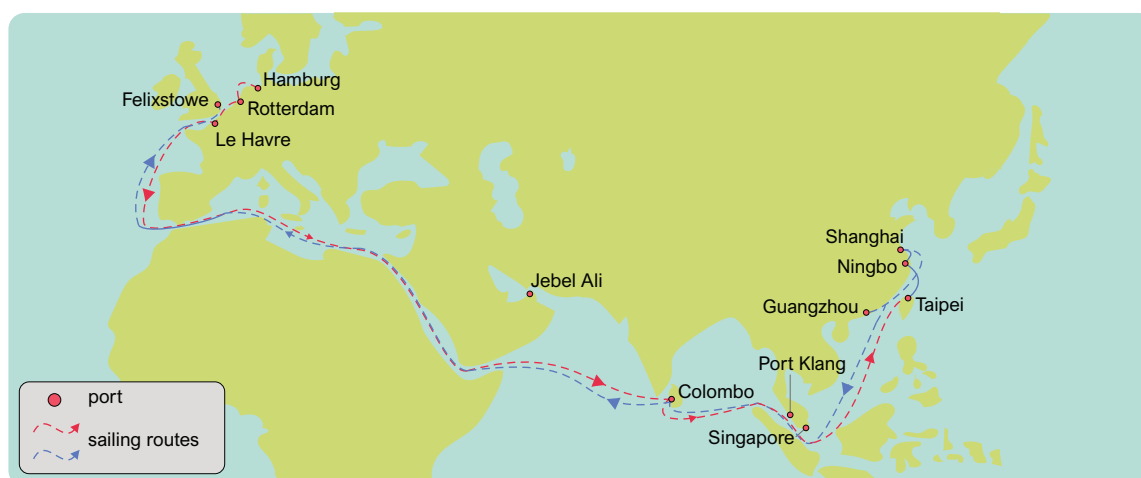 Hamburg
Felixstowe
Rotterdam
Le Havre
Shanghai
Ningbo
Jebel Ali
Guangzhou
Taipei
Port Klang
Colombo
Singapore
port
sailing routes